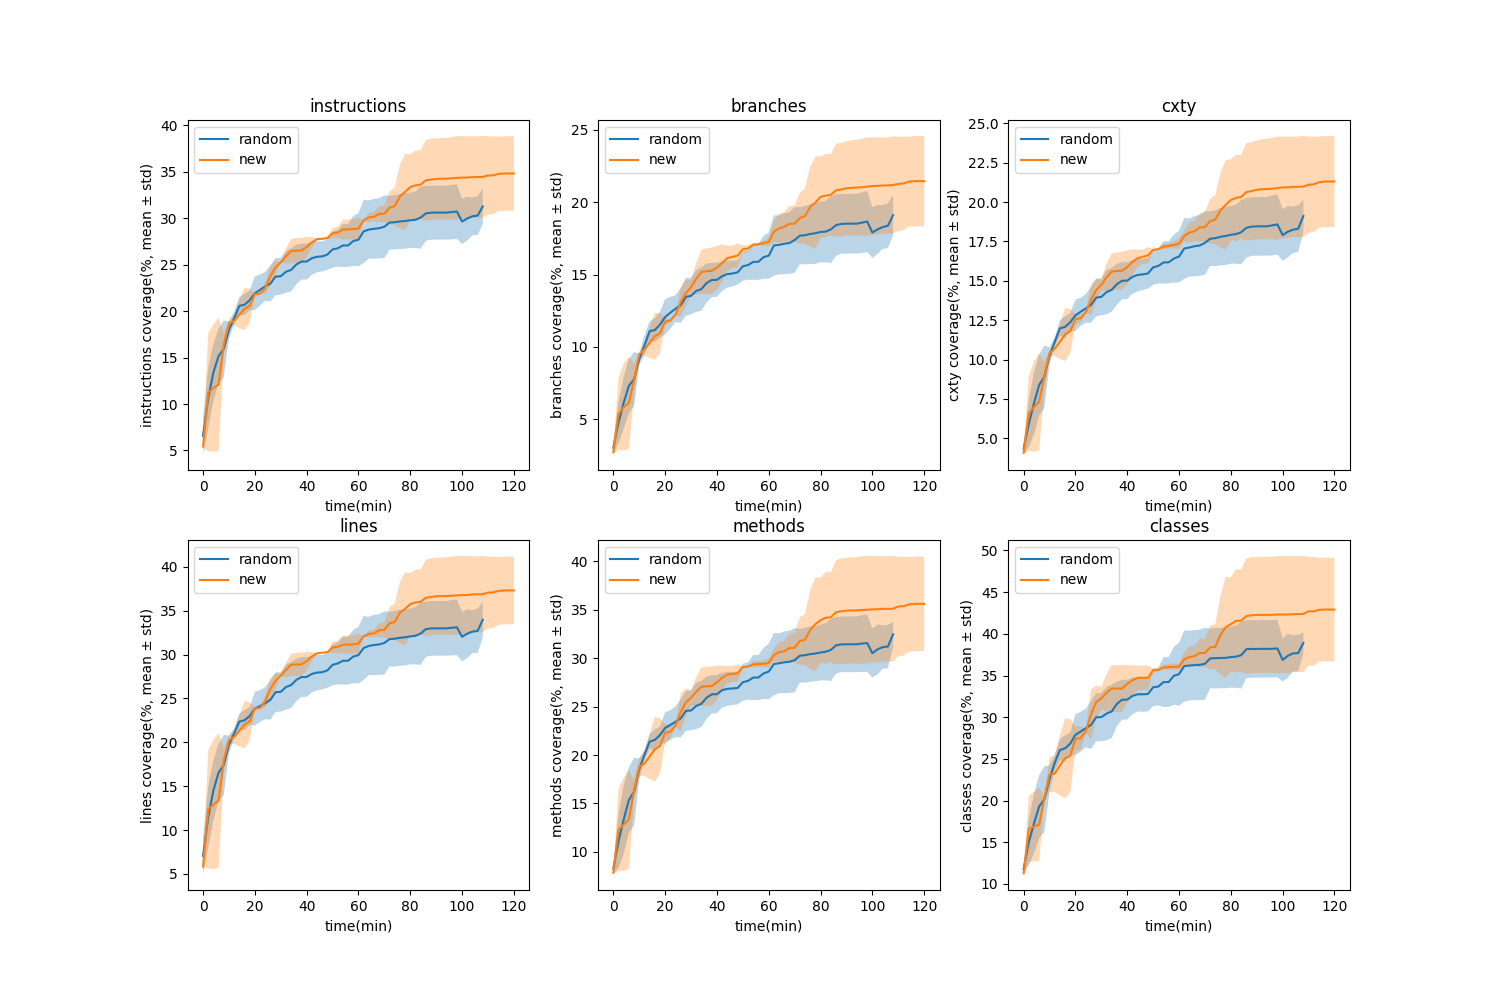 instructions
random
new
40
35
30
25
20
15
10
5
instructions coverage(%, mean ± std)
0 20 40 60 80 100 120
time(min)
branches
random
new
25
20
15
10
5
branches coverage(%, mean ± std)
0 20 40 60 80 100 120
time(min)
cxty
random
new
25.0
22.5
20.0
17.5
15.0
12.5
10.0
7.5
5.0
cxty coverage(%, mean ± std)
0 20 40 60 80 100 120
time(min)
lines
random
new
40
35
30
25
20
15
10
5
lines coverage(%, mean ± std)
0 20 40 60 80 100 120
time(min)
methods
random
new
40
35
30
25
20
15
10
methods coverage(%, mean ± std)
0 20 40 60 80 100 120
time(min)
classes
random
new
50
45
40
35
30
25
20
15
10
classes coverage(%, mean ± std)
0 20 40 60 80 100 120
time(min)